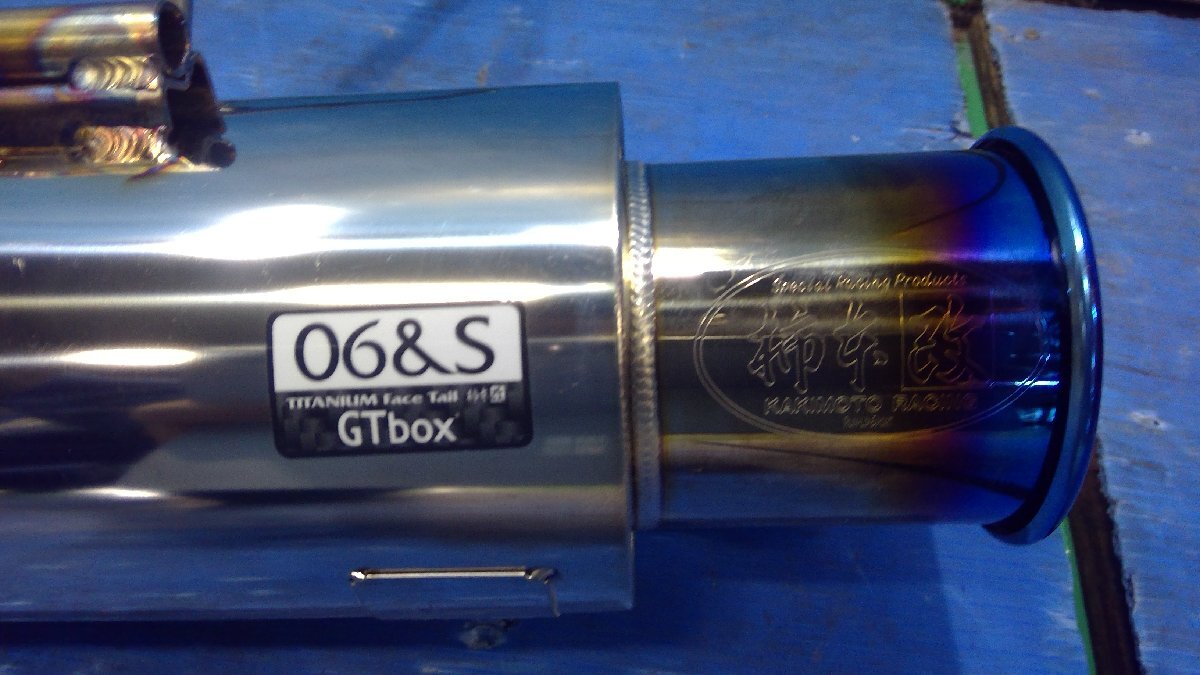 06&S
TITANIUM Face Tail
GTbox
Special Racing Products
柿本改
KAKIMOTO RACING